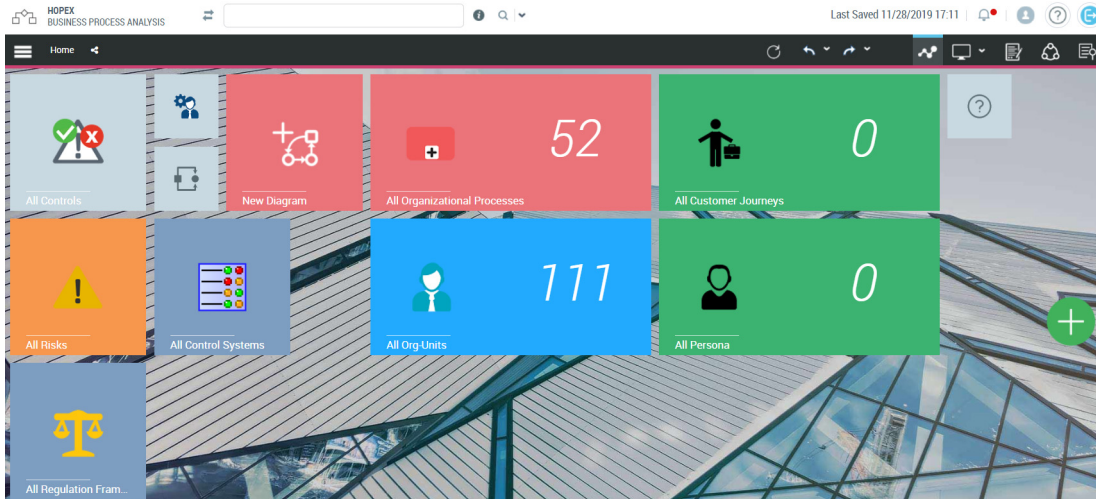 HOPEX
BUSINESS PROCESS ANALYSIS
Last Saved 11/28/2019 17:11
Home
All Controls
New Diagram
52
All Organizational Processes
0
All Customer Journeys
All Risks
All Control Systems
111
All Org-Units
0
All Persona
All Regulation Fram...